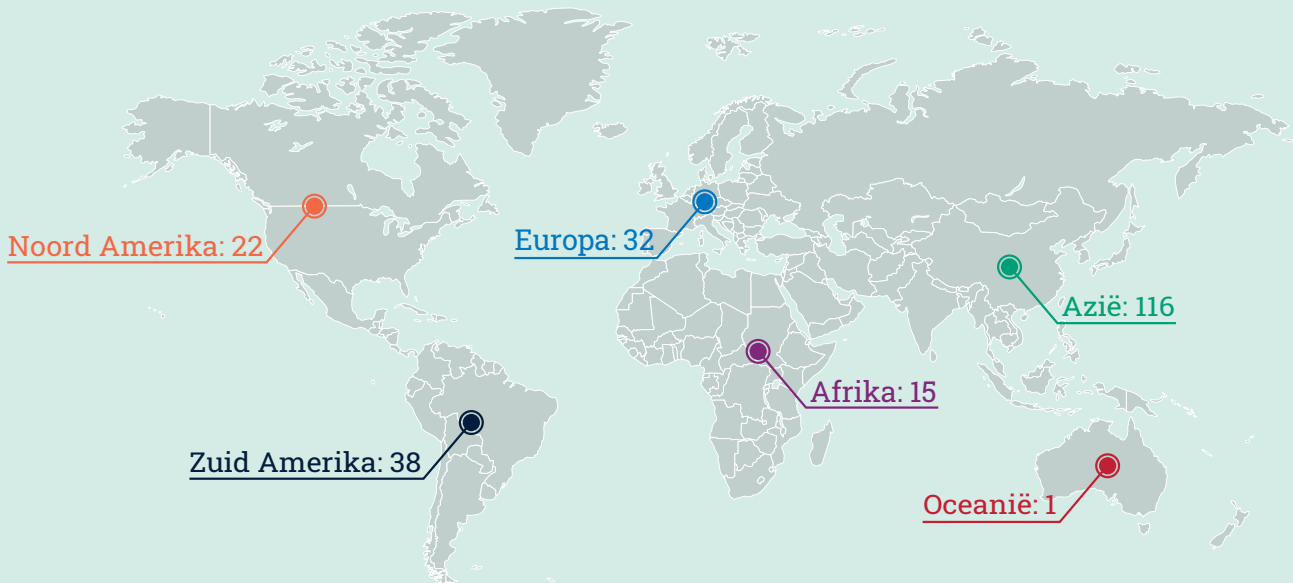 Noord Amerika: 22
Europa: 32
Azië: 116
Afrika: 15
Zuid Amerika: 38
Oceanië: 1